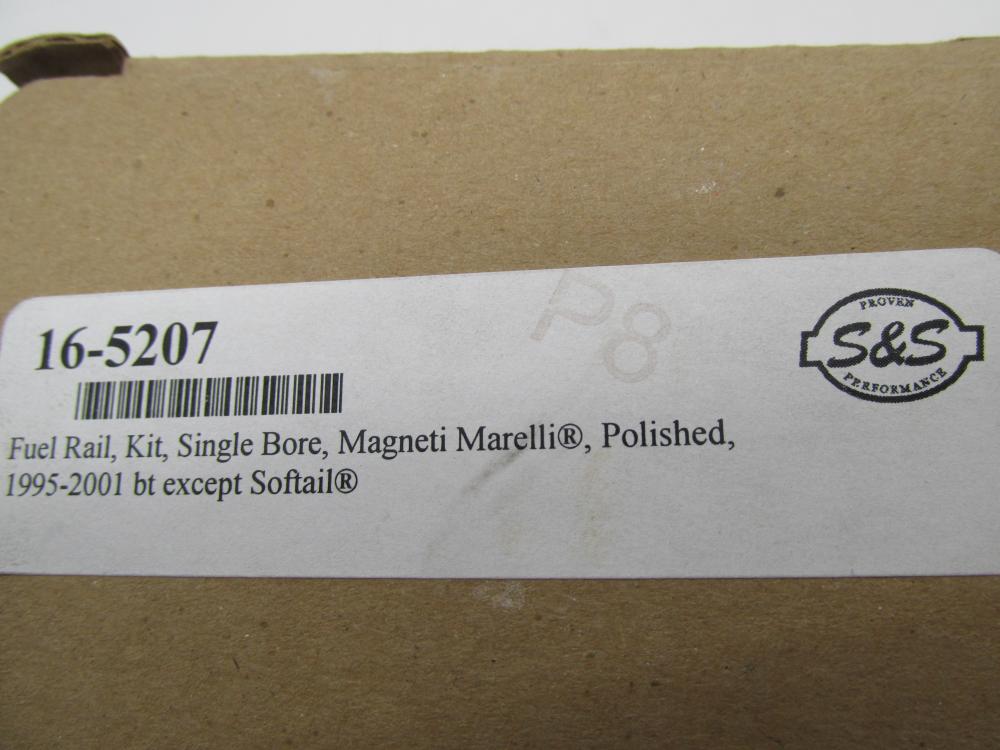 16-5207
P8
PROVEN
S&S
PERFORMANCE
Fuel Rail, Kit, Single Bore, Magneti Marelli®, Polished,
1995-2001 bt except Softail®